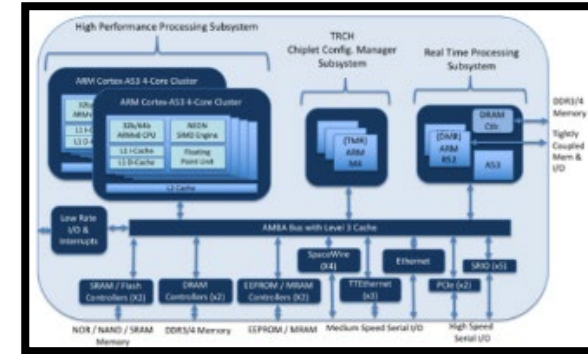 High Performance Processing Subsystem
TRCH
Chiplet Config. Manager
Subsystem
Real Time Processing
Subsystem
ARM Cortex-A53 4-Core Cluster
ARM Cortex-A53 4-Core Cluster
32b/64b
ARMv8 CPU
NEON
SIMD Engine
L1 I-Cache
L1 D-Cache
Floating
Point Unit
L1 I-C
L1 D-C
L2 Cache
(TMR)
ARM
M4
DRAM
Ctlr
(DMR)
ARM
R52
A53
DDR3/4
Memory
Tightly
Coupled
Mem & I/O
Low Rate
I/O &
Interrupts
AMBA Bus with Level 3 Cache
SpaceWire
(X4)
Ethernet
SRIO (x5)
SRAM / Flash
Controllers (X2)
DRAM
Controllers (x2)
EEPROM / MRAM
Controllers (X2)
TTEthernet
(x3)
PCIe (x2)
NOR / NAND / SRAM
Memory
DDR3/4 Memory
EEPROM / MRAM
Medium Speed Serial I/O
High Speed
Serial I/O